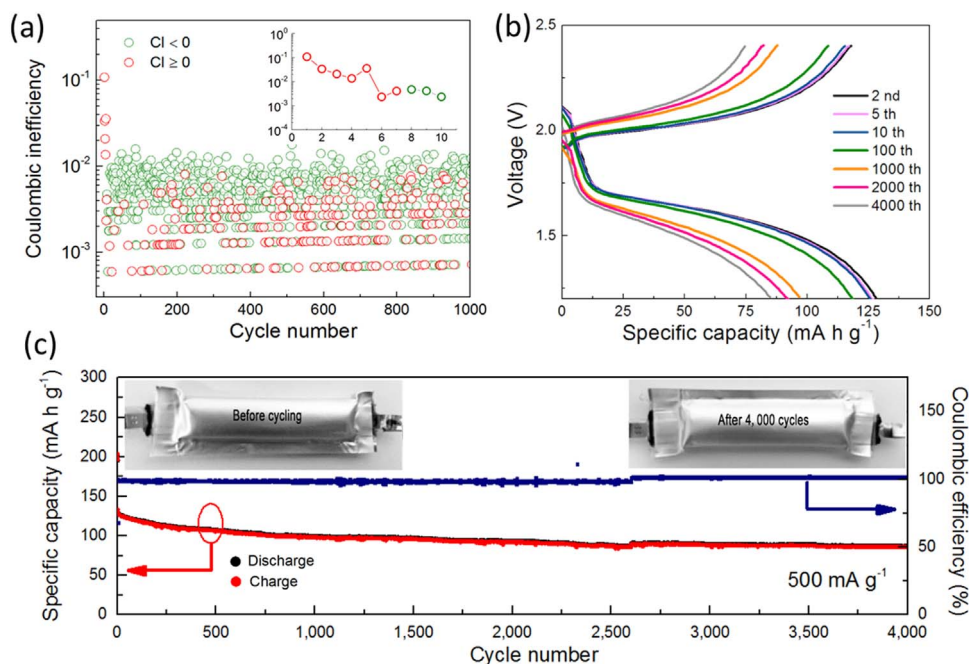 (a)
CI < 0
CI ≥ 0
Coulombic inefficiency
10⁻¹
10⁻²
10⁻³
10⁰
10⁻¹
10⁻²
10⁻³
10⁻⁴
0 2 4 6 8 10
0 200 400 600 800 1000
Cycle number
(b)
Voltage (V)
2.5
2.0
1.5
2 nd
5 th
10 th
100 th
1000 th
2000 th
4000 th
0 25 50 75 100 125 150
Specific capacity (mA h g⁻¹)
(c)
Specific capacity (mA h g⁻¹)
300
250
200
150
100
50
0
Before cycling
After 4, 000 cycles
Discharge
Charge
500 mA g⁻¹
150
100
50
0
Coulombic efficiency (%)
0 500 1,000 1,500 2,000 2,500 3,000 3,500 4,000
Cycle number